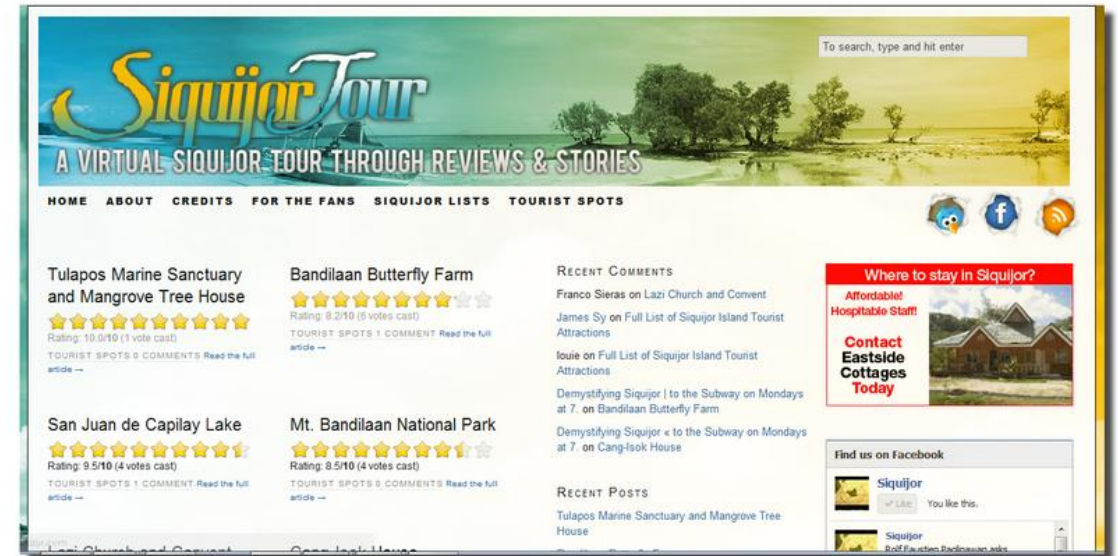 To search, type and hit enter
Siquijor Tour
A VIRTUAL SIQUIJOR TOUR THROUGH REVIEWS & STORIES
HOME ABOUT CREDITS FOR THE FANS SIQUIJOR LISTS TOURIST SPOTS
Tulapos Marine Sanctuary
and Mangrove Tree House
Rating: 10.0/10 (1 vote cast)
TOURIST SPOTS 0 COMMENTS Read the full
article →
Bandilaan Butterfly Farm
Rating: 8.2/10 (6 votes cast)
TOURIST SPOTS 1 COMMENT Read the full
article →
San Juan de Capilay Lake
Rating: 9.5/10 (4 votes cast)
TOURIST SPOTS 1 COMMENT Read the full
article →
Mt. Bandilaan National Park
Rating: 8.5/10 (4 votes cast)
TOURIST SPOTS 0 COMMENTS Read the full
article →
Lazi Church and Convent
Cang-Isok House
RECENT COMMENTS
Franco Sieras on Lazi Church and Convent
James Sy on Full List of Siquijor Island Tourist
Attractions
louie on Full List of Siquijor Island Tourist
Attractions
Demystifying Siquijor | to the Subway on Mondays
at 7. on Bandilaan Butterfly Farm
Demystifying Siquijor « to the Subway on Mondays
at 7. on Cang-Isok House
RECENT POSTS
Tulapos Marine Sanctuary and Mangrove Tree
House
Where to stay in Siquijor?
Affordable!
Hospitable Staff!
Contact
Eastside
Cottages
Today
Find us on Facebook
Siquijor
Like You like this.
Siquijor